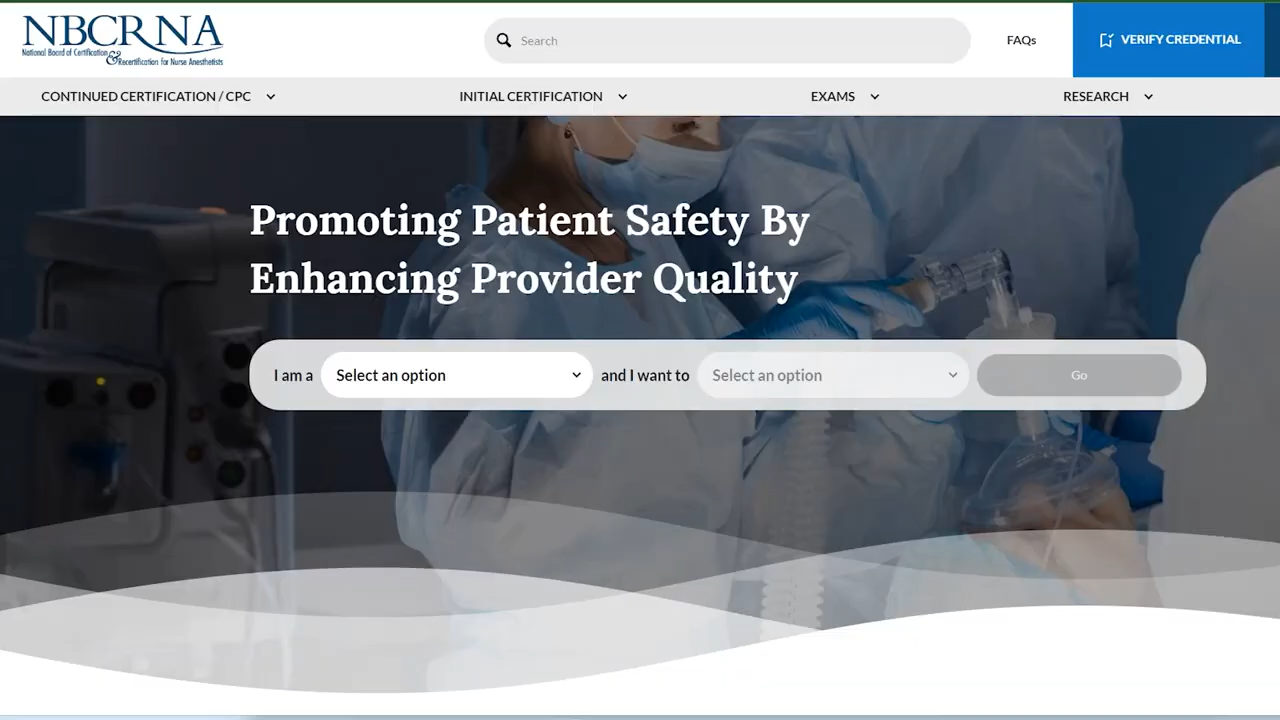 NBCRNA
National Board of Certification
& Recertification for Nurse Anesthetists
Search
FAQs
VERIFY CREDENTIAL
CONTINUED CERTIFICATION / CPC
INITIAL CERTIFICATION
EXAMS
RESEARCH
Promoting Patient Safety By
Enhancing Provider Quality
I am a Select an option and I want to Select an option Go